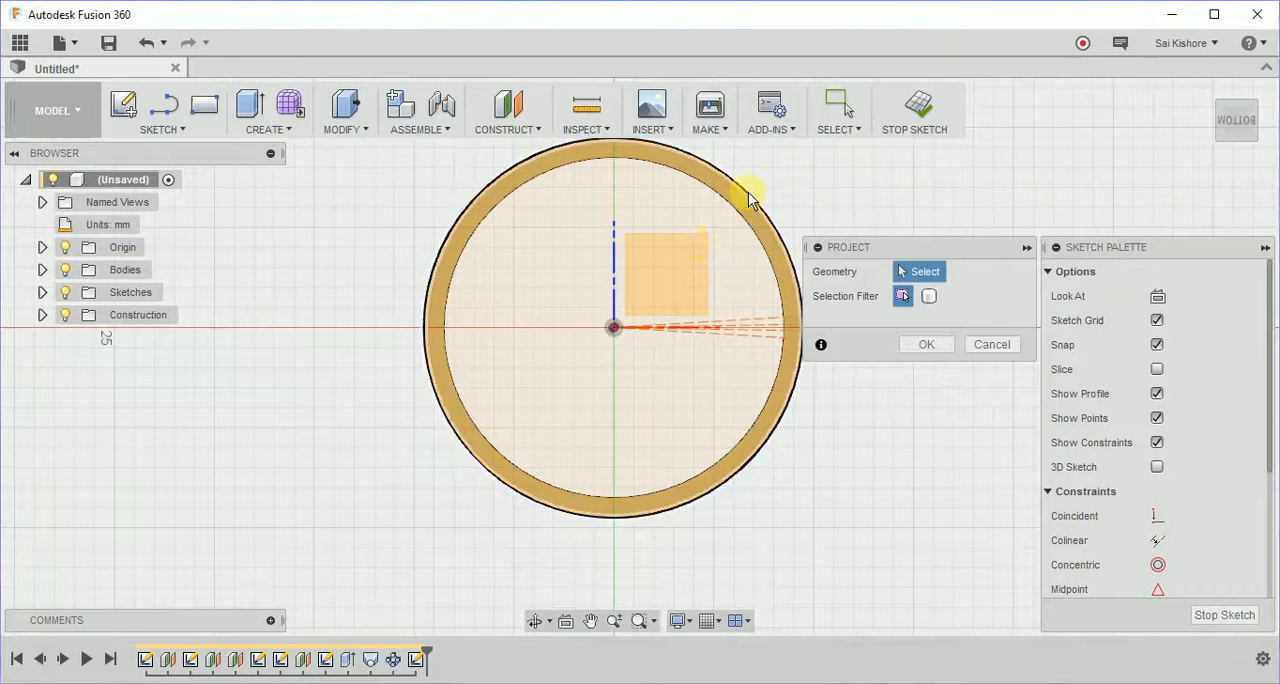 Autodesk Fusion 360
Sai Kishore
Untitled*
MODEL
SKETCH
CREATE
MODIFY
ASSEMBLE
CONSTRUCT
INSPECT
INSERT
MAKE
ADD-INS
SELECT
STOP SKETCH
BOTTOM
BROWSER
(Unsaved)
Named Views
Units: mm
Origin
Bodies
Sketches
Construction
25
PROJECT
Geometry
Select
Selection Filter
OK
Cancel
SKETCH PALETTE
Options
Look At
Sketch Grid
Snap
Slice
Show Profile
Show Points
Show Constraints
3D Sketch
Constraints
Coincident
Colinear
Concentric
Midpoint
Stop Sketch
COMMENTS